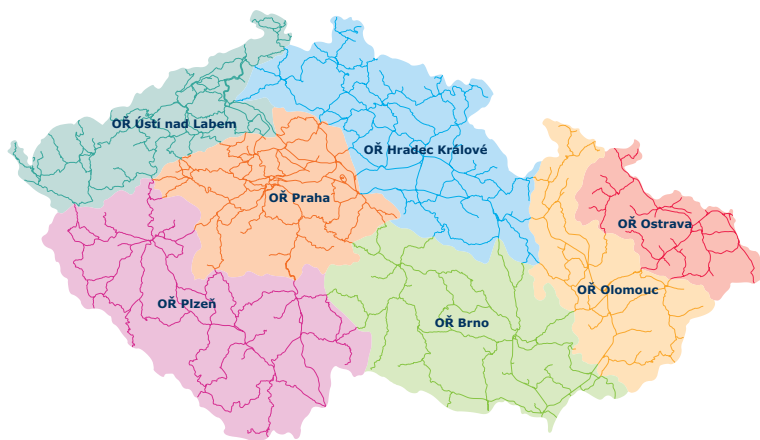 OŘ Ústí nad Labem
OŘ Hradec Králové
OŘ Praha
OŘ Ostrava
OŘ Olomouc
OŘ Plzeň
OŘ Brno